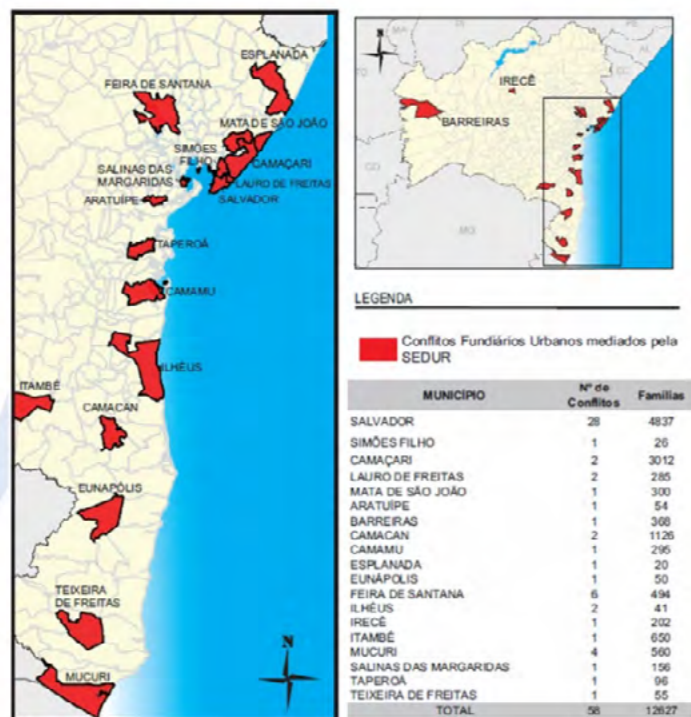 ESPLANADA
FEIRA DE SANTANA
MATA DE SÃO JOÃO
SIMÕES
FILHO
CAMAÇARI
SALINAS DAS
MARGARIDAS
LAURO DE FREITAS
ARATUÍPE
SALVADOR
TAPEROÁ
CAMAMU
ILHÉUS
ITAMBÉ
CAMACAN
EUNÁPOLIS
TEIXEIRA
DE FREITAS
MUCURI
N
N
IRECÊ
BARREIRAS
MA
PE
AL
TO
GO
MG
LEGENDA
Conflitos Fundiários Urbanos mediados pela
SEDUR
MUNICÍPIO Nº de Conflitos Famílias
SALVADOR 28 4837
SIMÕES FILHO 1 26
CAMAÇARI 2 3012
LAURO DE FREITAS 2 285
MATA DE SÃO JOÃO 1 300
ARATUÍPE 1 54
BARREIRAS 1 368
CAMACAN 2 1126
CAMAMU 1 295
ESPLANADA 1 20
EUNÁPOLIS 1 50
FEIRA DE SANTANA 6 494
ILHÉUS 2 41
IRECÊ 1 202
ITAMBÉ 1 650
MUCURI 4 560
SALINAS DAS MARGARIDAS 1 156
TAPEROÁ 1 96
TEIXEIRA DE FREITAS 1 55
TOTAL 58 12627